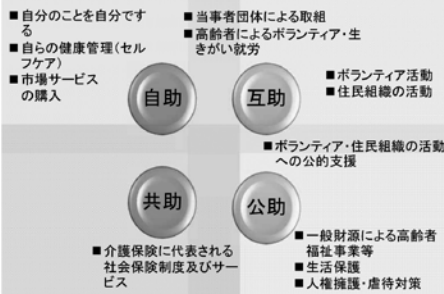 ■自分のことを自分です
る
■自らの健康管理(セル
フケア)
■市場サービス
の購入
■当事者団体による取組
■高齢者によるボランティア・生
きがい就労
■ボランティア活動
■住民組織の活動
自助
互助
■ボランティア・住民組織の活動
への公的支援
共助
公助
■介護保険に代表される
社会保険制度及びサー
ビス
■一般財源による高齢者
福祉事業等
■生活保護
■人権擁護・虐待対策